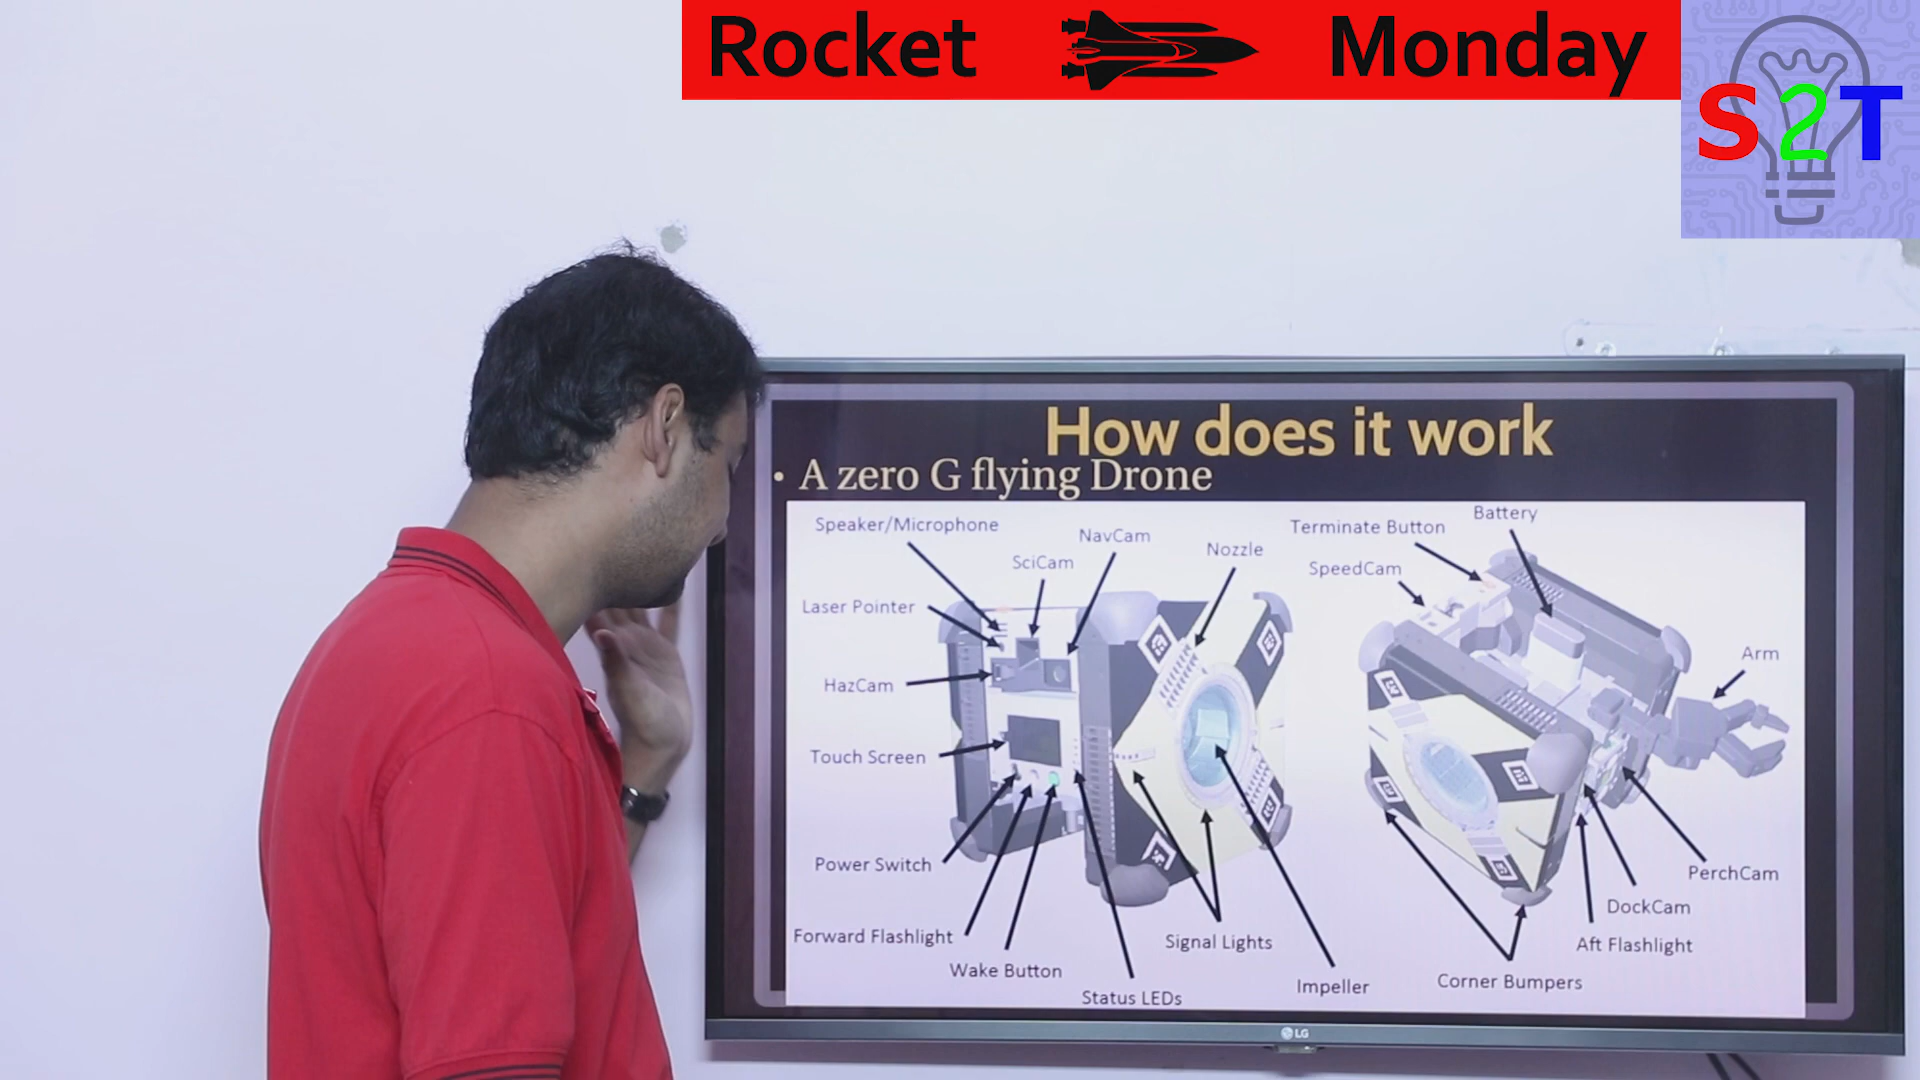 Rocket Monday
S2T
How does it work
• A zero G flying Drone
Speaker/Microphone
NavCam
SciCam
Nozzle
Laser Pointer
HazCam
Touch Screen
Power Switch
Forward Flashlight
Wake Button
Status LEDs
Signal Lights
Impeller
Battery
Terminate Button
SpeedCam
Arm
PerchCam
DockCam
Aft Flashlight
Corner Bumpers
LG